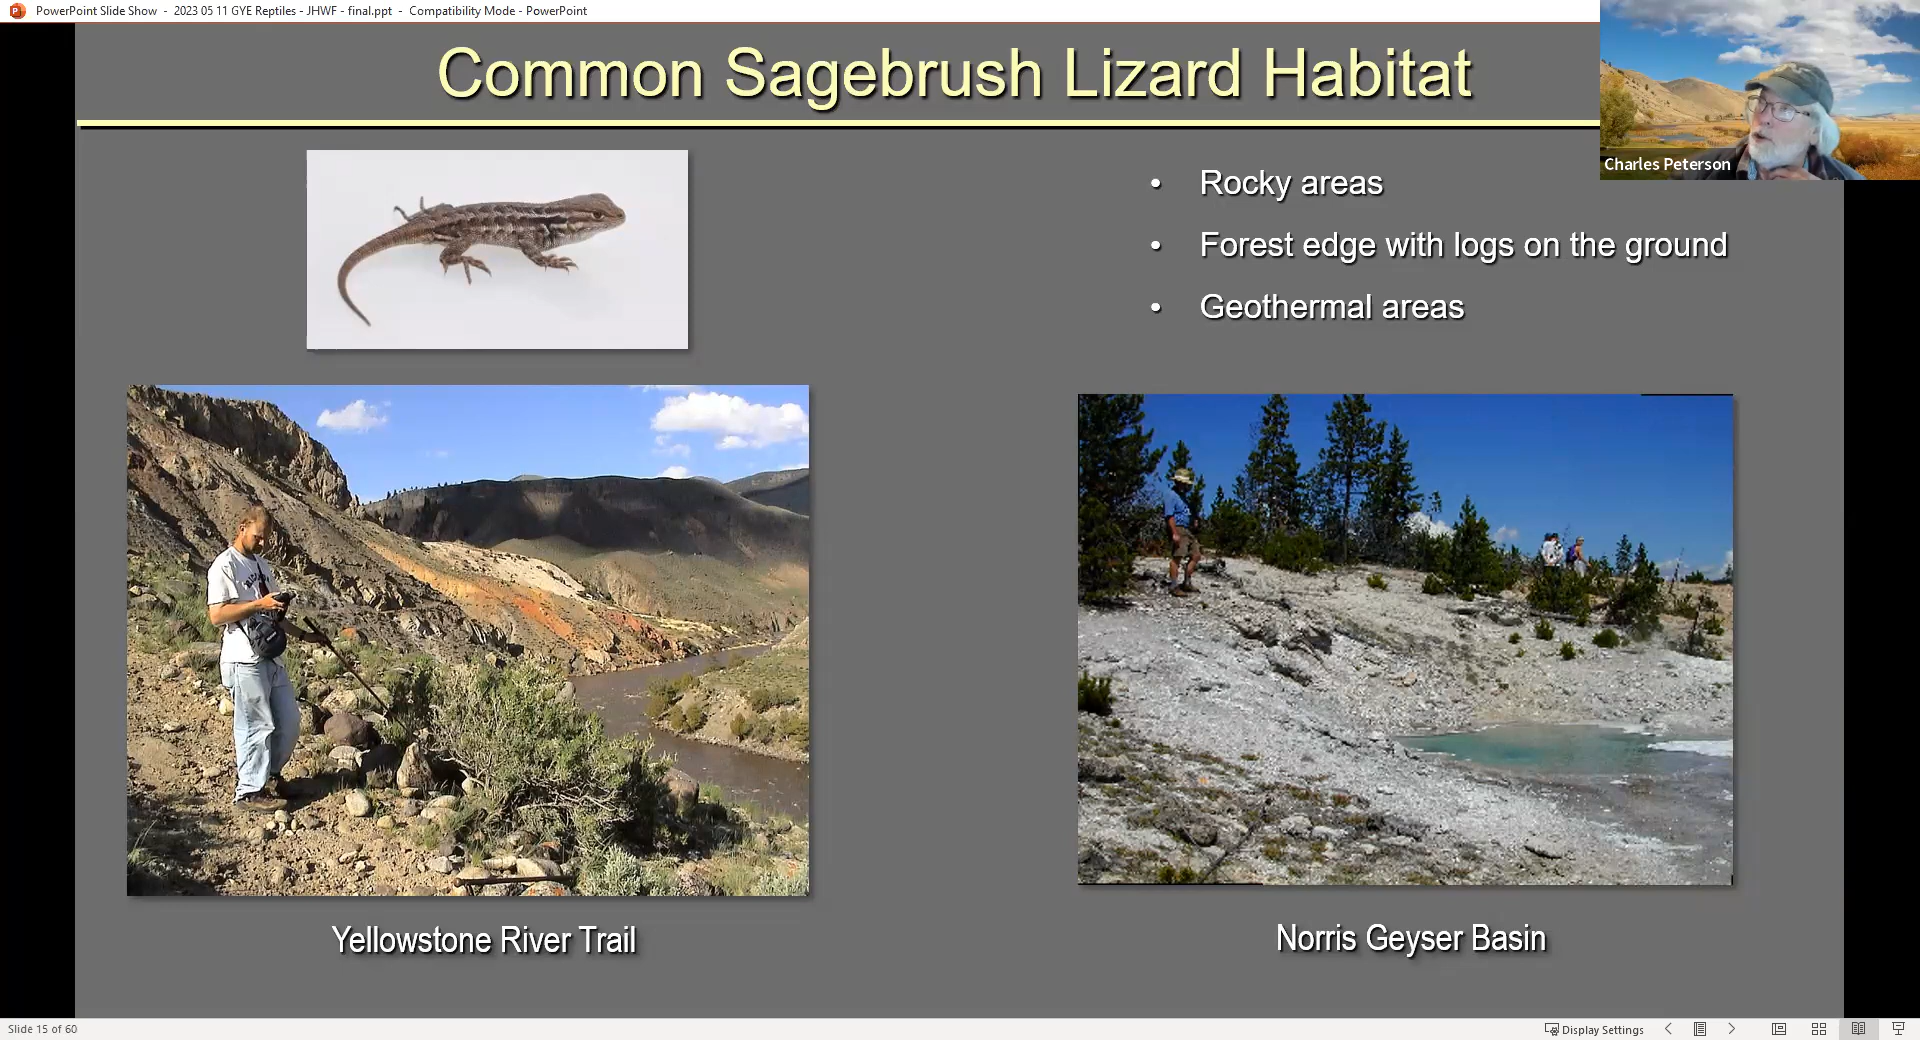 PowerPoint Slide Show - 2023 05 11 GYE Reptiles - JHWF - final.ppt - Compatibility Mode - PowerPoint
Common Sagebrush Lizard Habitat
Charles Peterson
• Rocky areas
• Forest edge with logs on the ground
• Geothermal areas
Yellowstone River Trail
Norris Geyser Basin
Slide 15 of 60
Display Settings